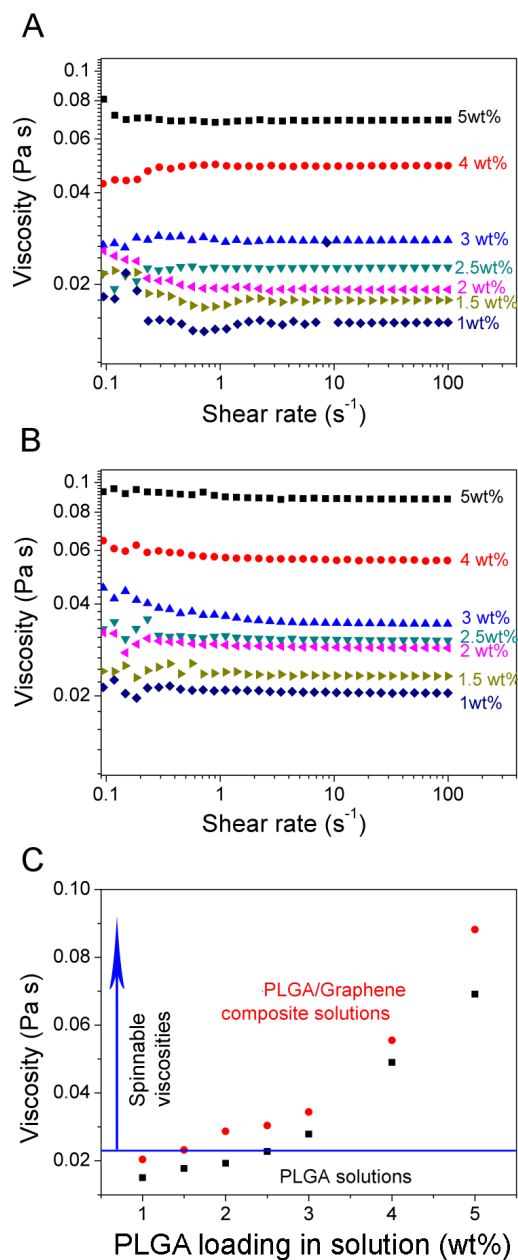 A
0.1
0.08
0.06
0.04
0.02
Viscosity (Pa s)
5wt%
4 wt%
3 wt%
2.5wt%
2 wt%
1.5 wt%
1wt%
0.1 1 10 100
Shear rate (s⁻¹)
B
0.1
0.08
0.06
0.04
0.02
Viscosity (Pa s)
5wt%
4 wt%
3 wt%
2.5wt%
2 wt%
1.5 wt%
1wt%
0.1 1 10 100
Shear rate (s⁻¹)
C
0.10
0.08
0.06
0.04
0.02
Viscosity (Pa s)
Spinnable
viscosities
PLGA/Graphene
composite solutions
PLGA solutions
1 2 3 4 5
PLGA loading in solution (wt%)